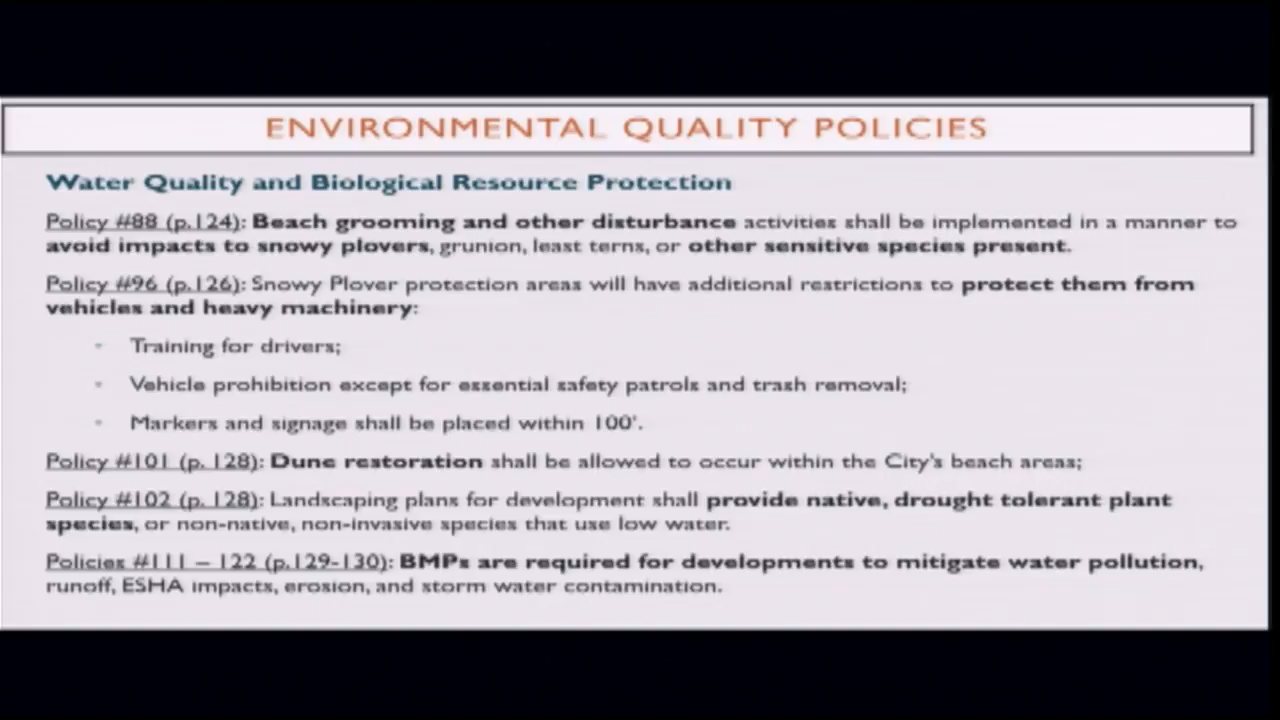 ENVIRONMENTAL QUALITY POLICIES
Water Quality and Biological Resource Protection
Policy #88 (p.124): Beach grooming and other disturbance activities shall be implemented in a manner to
avoid impacts to snowy plovers, grunion, least terns, or other sensitive species present.
Policy #96 (p.126): Snowy Plover protection areas will have additional restrictions to protect them from
vehicles and heavy machinery:
• Training for drivers;
• Vehicle prohibition except for essential safety patrols and trash removal;
• Markers and signage shall be placed within 100'.
Policy #101 (p. 128): Dune restoration shall be allowed to occur within the City's beach areas;
Policy #102 (p. 128): Landscaping plans for development shall provide native, drought tolerant plant
species, or non-native, non-invasive species that use low water.
Policies #111 – 122 (p.129-130): BMPs are required for developments to mitigate water pollution,
runoff, ESHA impacts, erosion, and storm water contamination.